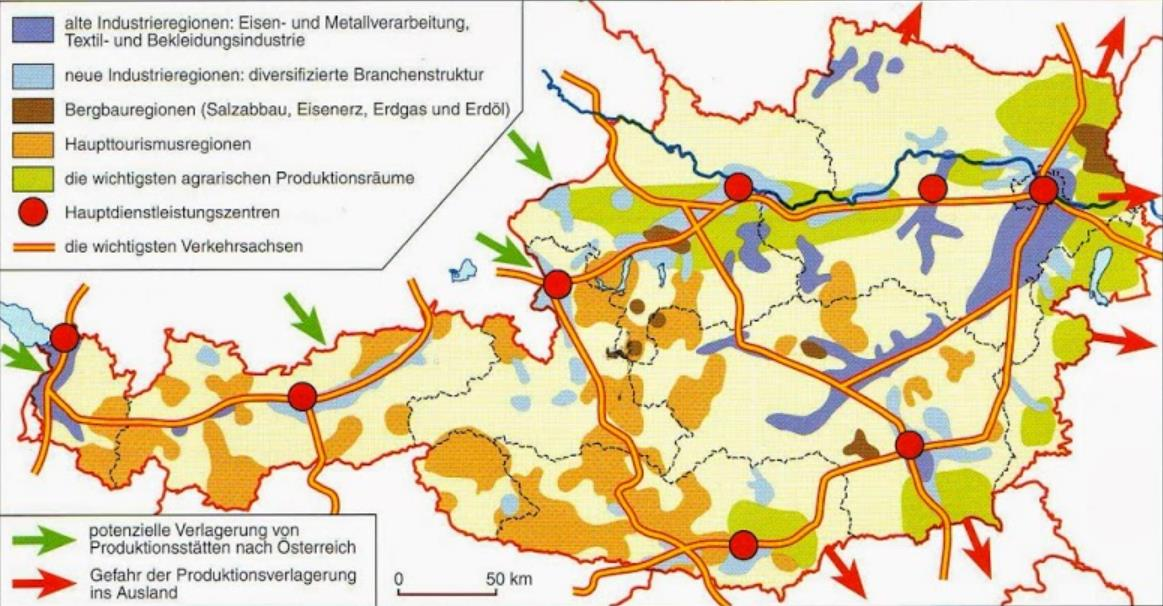 alte Industrieregionen: Eisen- und Metallverarbeitung,
Textil- und Bekleidungsindustrie
neue Industrieregionen: diversifizierte Branchenstruktur
Bergbauregionen (Salzabbau, Eisenerz, Erdgas und Erdöl)
Haupttourismusregionen
die wichtigsten agrarischen Produktionsräume
Hauptdienstleistungszentren
die wichtigsten Verkehrsachsen
potenzielle Verlagerung von
Produktionsstätten nach Österreich
Gefahr der Produktionsverlagerung
ins Ausland
0 50 km